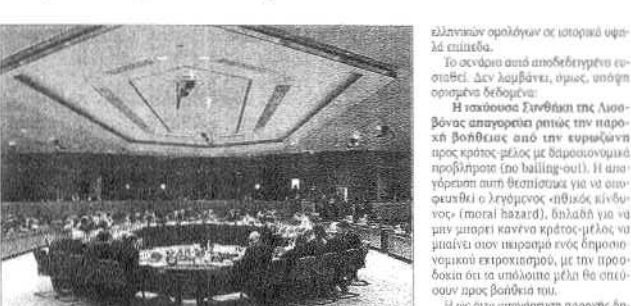 ελληνικών ομολόγων σε ιστορικά υψη-
λά επίπεδα.
Το σενάριο αυτό αποδεδειγμένα ευ-
σταθεί. Δεν λαμβάνει, όμως, υπόψη
ορισμένα δεδομένα:
Η ισχύουσα Συνθήκη της Λισα-
βόνας απαγορεύει ρητώς την παρο-
χή βοήθειας από την ευρωζώνη
προς κράτος-μέλος με δημοσιονομικά
προβλήματα (no bailing-out). Η απα-
γόρευση αυτή θεσπίστηκε για να απο-
φευχθεί ο λεγόμενος «ηθικός κίνδυ-
νος» (moral hazard), δηλαδή για να
μην μπορεί κανένα κράτος-μέλος να
μπαίνει στον πειρασμό ενός δημοσιο-
νομικού εκτροχιασμού, με την προσ-
δοκία ότι τα υπόλοιπα μέλη θα σπεύ-
σουν προς βοήθειά του.